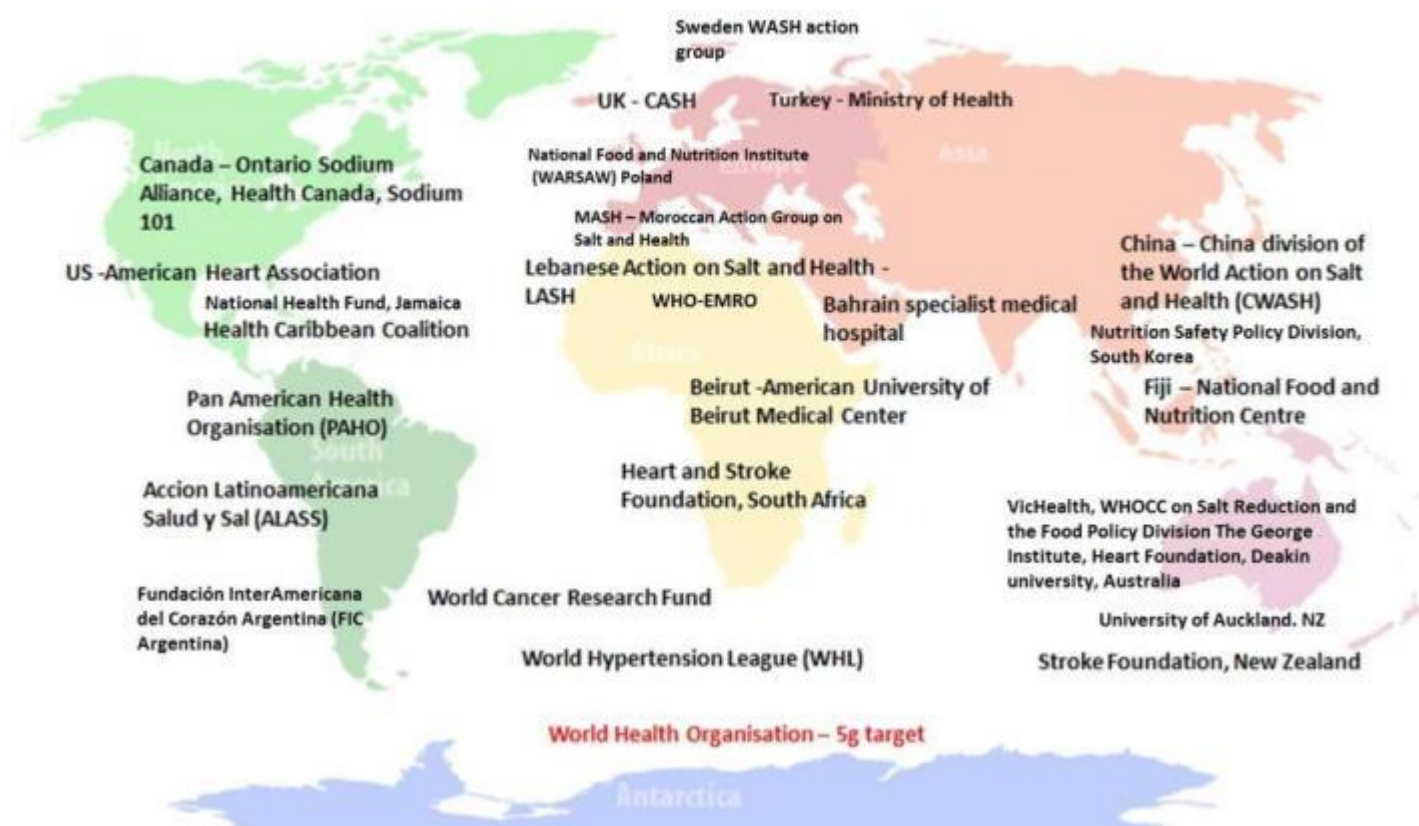 Sweden WASH action
group
UK - CASH
Turkey - Ministry of Health
North
Canada – Ontario Sodium
Alliance, Health Canada, Sodium
101
National Food and Nutrition Institute
(WARSAW) Poland
Europe
Asia
MASH – Moroccan Action Group on
Salt and Health
US -American Heart Association
National Health Fund, Jamaica
Health Caribbean Coalition
Lebanese Action on Salt and Health -
LASH
WHO-EMRO
Bahrain specialist medical
hospital
China – China division of
the World Action on Salt
and Health (CWASH)
Nutrition Safety Policy Division,
South Korea
Africa
Fiji – National Food and
Nutrition Centre
Pan American Health
Organisation (PAHO)
Beirut -American University of
Beirut Medical Center
South
America
Accion Latinoamericana
Salud y Sal (ALASS)
Heart and Stroke
Foundation, South Africa
VicHealth, WHOCC on Salt Reduction and
the Food Policy Division The George
Institute, Heart Foundation, Deakin
university, Australia
Fundación InterAmericana
del Corazón Argentina (FIC
Argentina)
World Cancer Research Fund
University of Auckland. NZ
World Hypertension League (WHL)
Stroke Foundation, New Zealand
World Health Organisation – 5g target
Antarctica